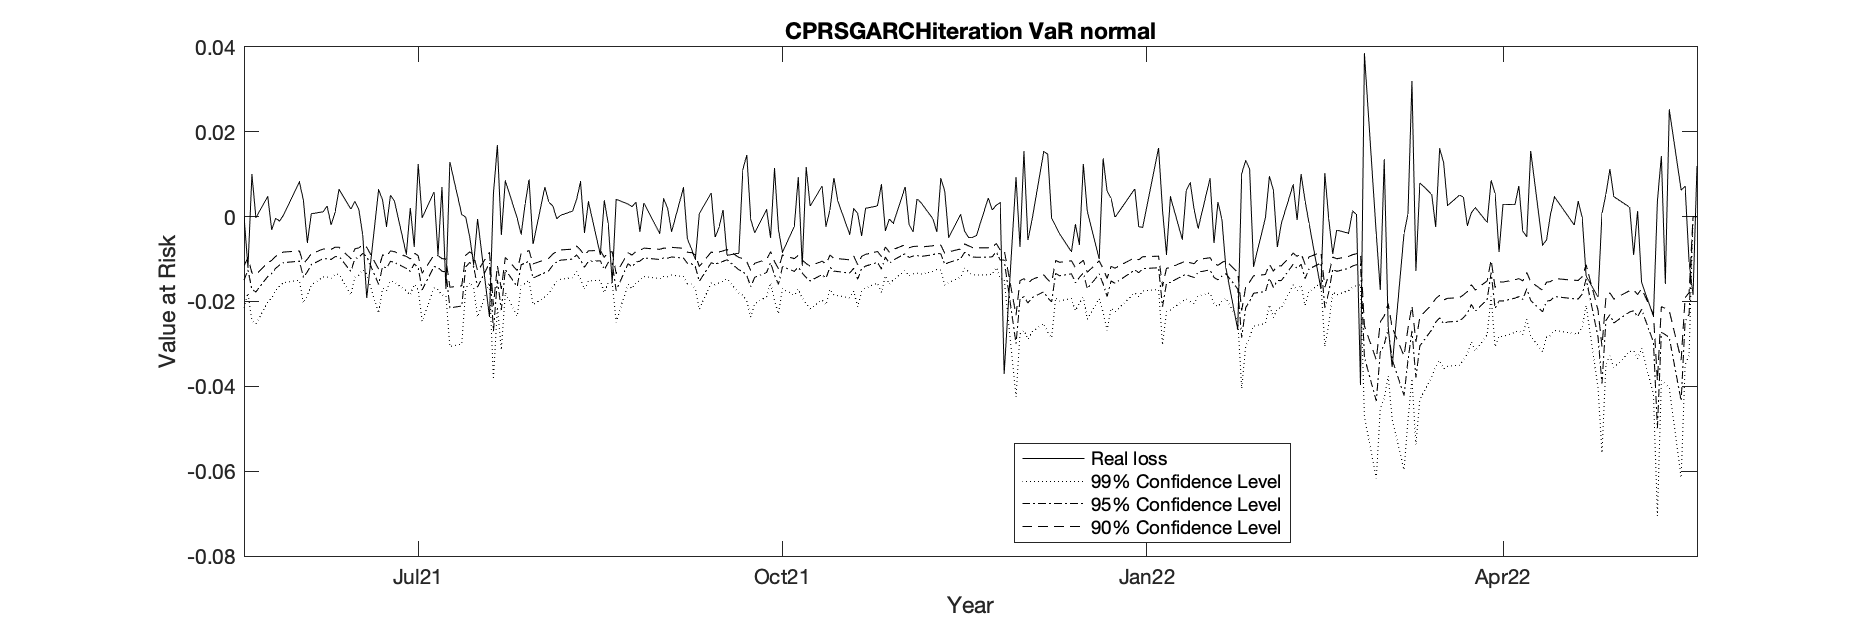 CPRSGARCHiteration VaR normal
0.04
0.02
0
-0.02
-0.04
-0.06
-0.08
Value at Risk
Real loss
99% Confidence Level
95% Confidence Level
90% Confidence Level
Jul21 Oct21 Jan22 Apr22
Year